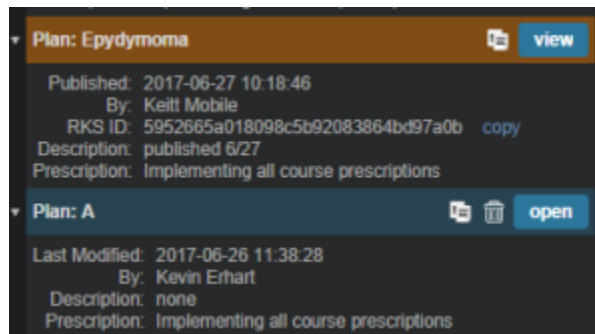 Plan: Epydymoma view
Published: 2017-06-27 10:18:46
By: Keitt Mobile
RKS ID: 5952665a018098c5b92083864bd97a0b copy
Description: published 6/27
Prescription: Implementing all course prescriptions
Plan: A open
Last Modified: 2017-06-26 11:38:28
By: Kevin Erhart
Description: none
Prescription: Implementing all course prescriptions